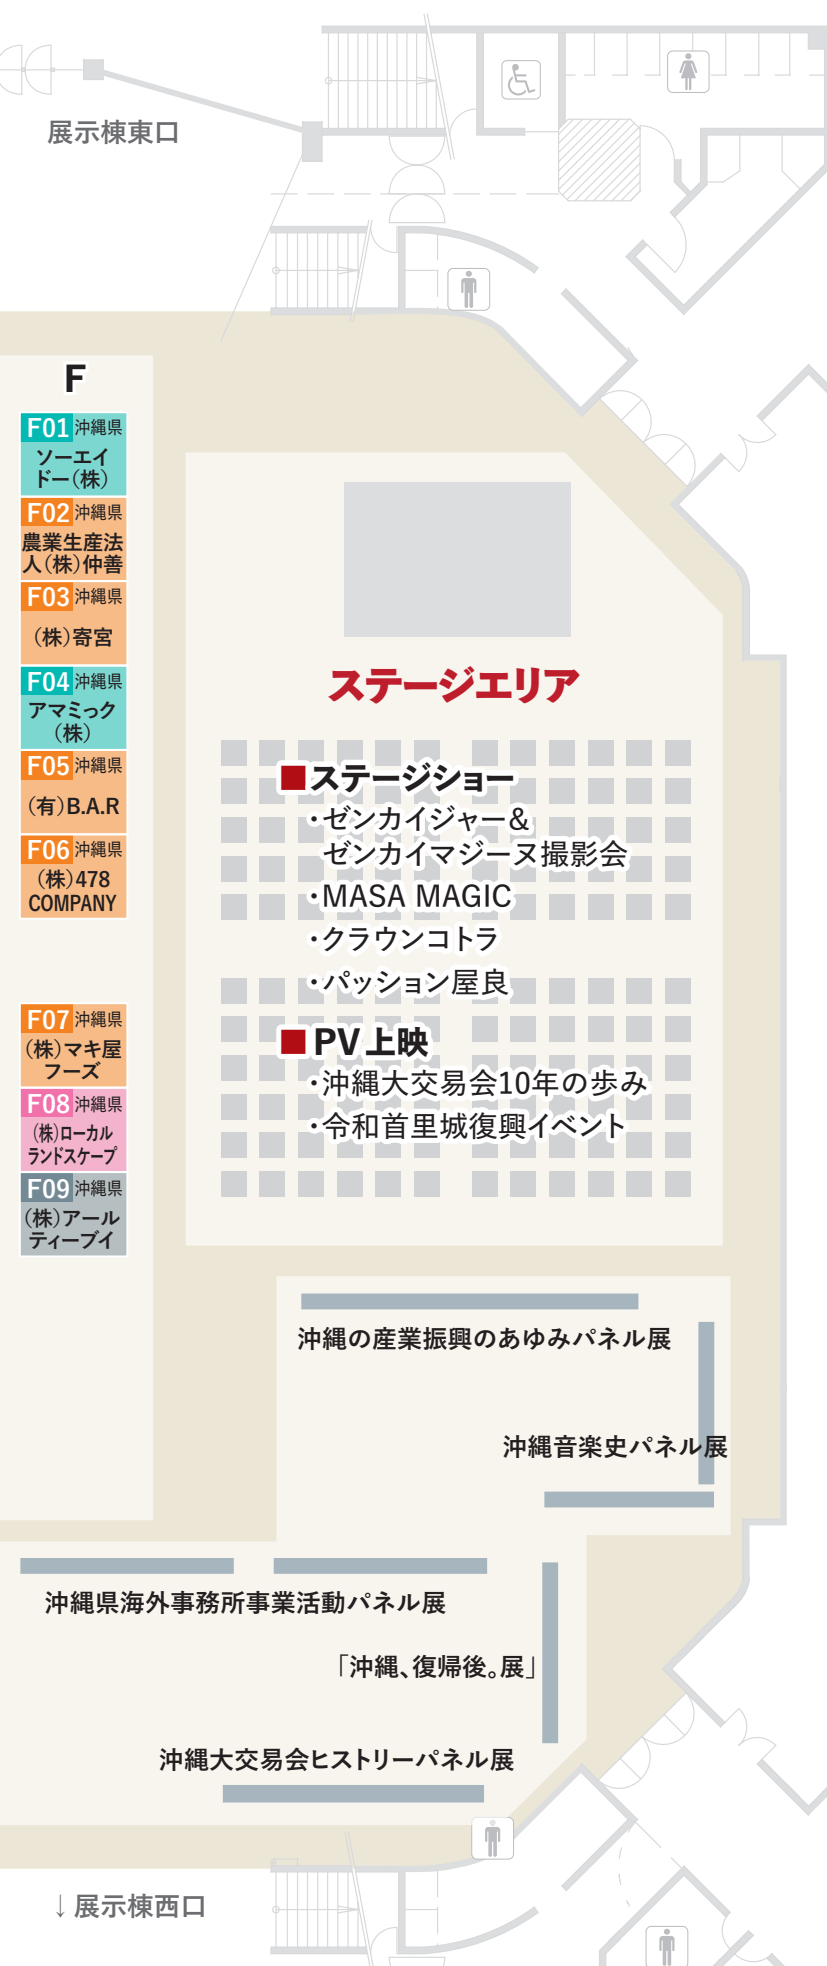 展示棟東口
F
F01 沖縄県
ソーエイ
ドー(株)
F02 沖縄県
農業生産法
人(株)仲善
F03 沖縄県
(株)寄宮
F04 沖縄県
アマミック
(株)
F05 沖縄県
(有)B.A.R
F06 沖縄県
(株)478
COMPANY
F07 沖縄県
(株)マキ屋
フーズ
F08 沖縄県
(株)ローカル
ランドスケープ
F09 沖縄県
(株)アール
ティーブイ
ステージエリア
■ステージショー
・ゼンカイジャー&
ゼンカイマジーヌ撮影会
・MASA MAGIC
・クラウンコトラ
・パッション屋良
■PV上映
・沖縄大交易会10年の歩み
・令和首里城復興イベント
沖縄の産業振興のあゆみパネル展
沖縄音楽史パネル展
沖縄県海外事務所事業活動パネル展
「沖縄、復帰後。展」
沖縄大交易会ヒストリーパネル展
↓展示棟西口